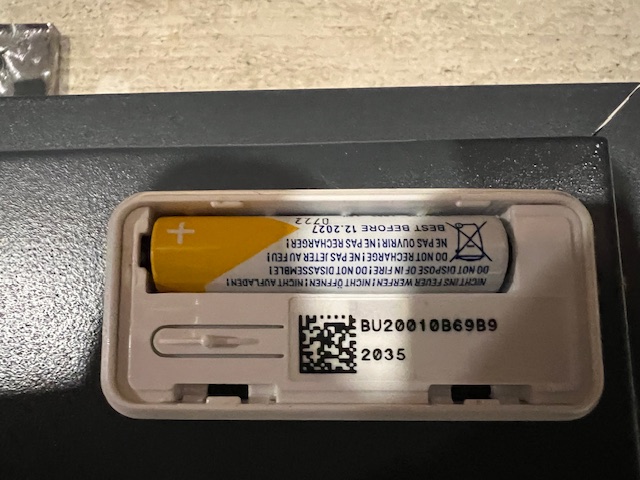 +
0722
BEST BEFORE 12.2027
NE PAS OUVRIR! NE PAS RECHARGER!
DO NOT RECHARGE! NE PAS JETER AU FEU!
DO NOT DISPOSE OF IN FIRE! DO NOT DISASSEMBLE!
NICHT INS FEUER WERFEN! NICHT ÖFFNEN! NICHT AUFLADEN!
BU20010B69B9
2035